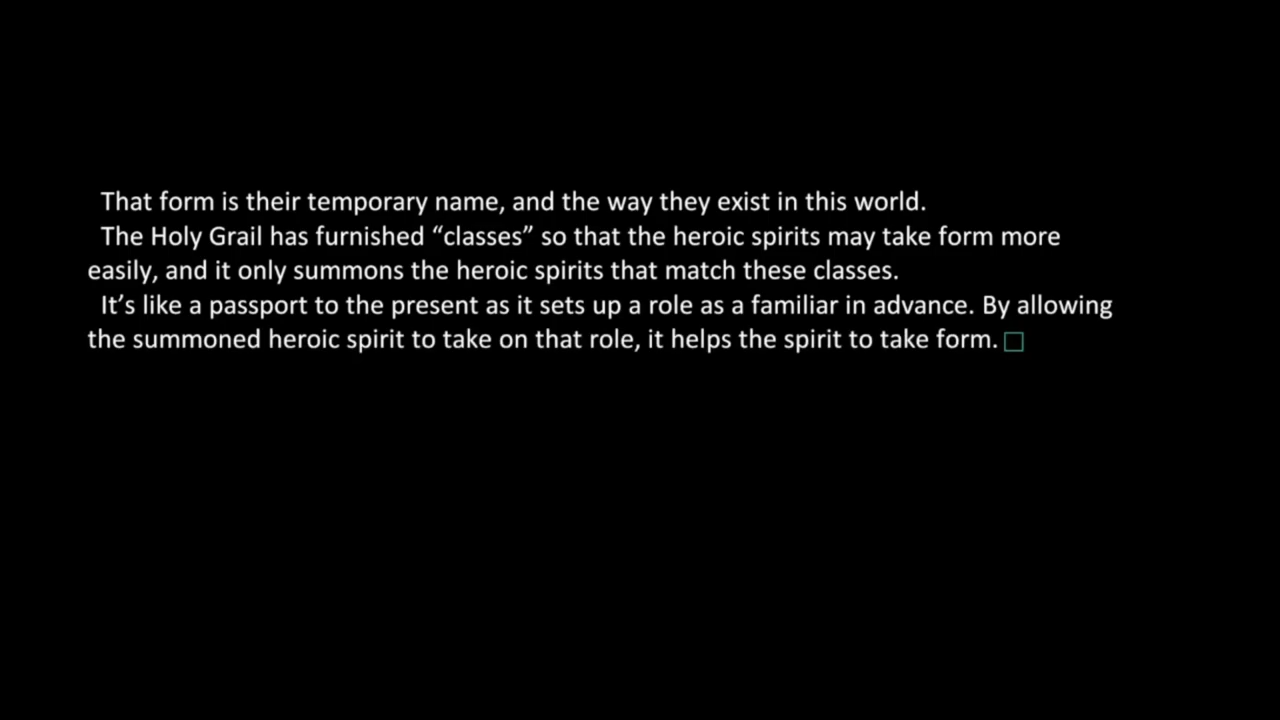 That form is their temporary name, and the way they exist in this world.
The Holy Grail has furnished “classes” so that the heroic spirits may take form more
easily, and it only summons the heroic spirits that match these classes.
It’s like a passport to the present as it sets up a role as a familiar in advance. By allowing
the summoned heroic spirit to take on that role, it helps the spirit to take form.